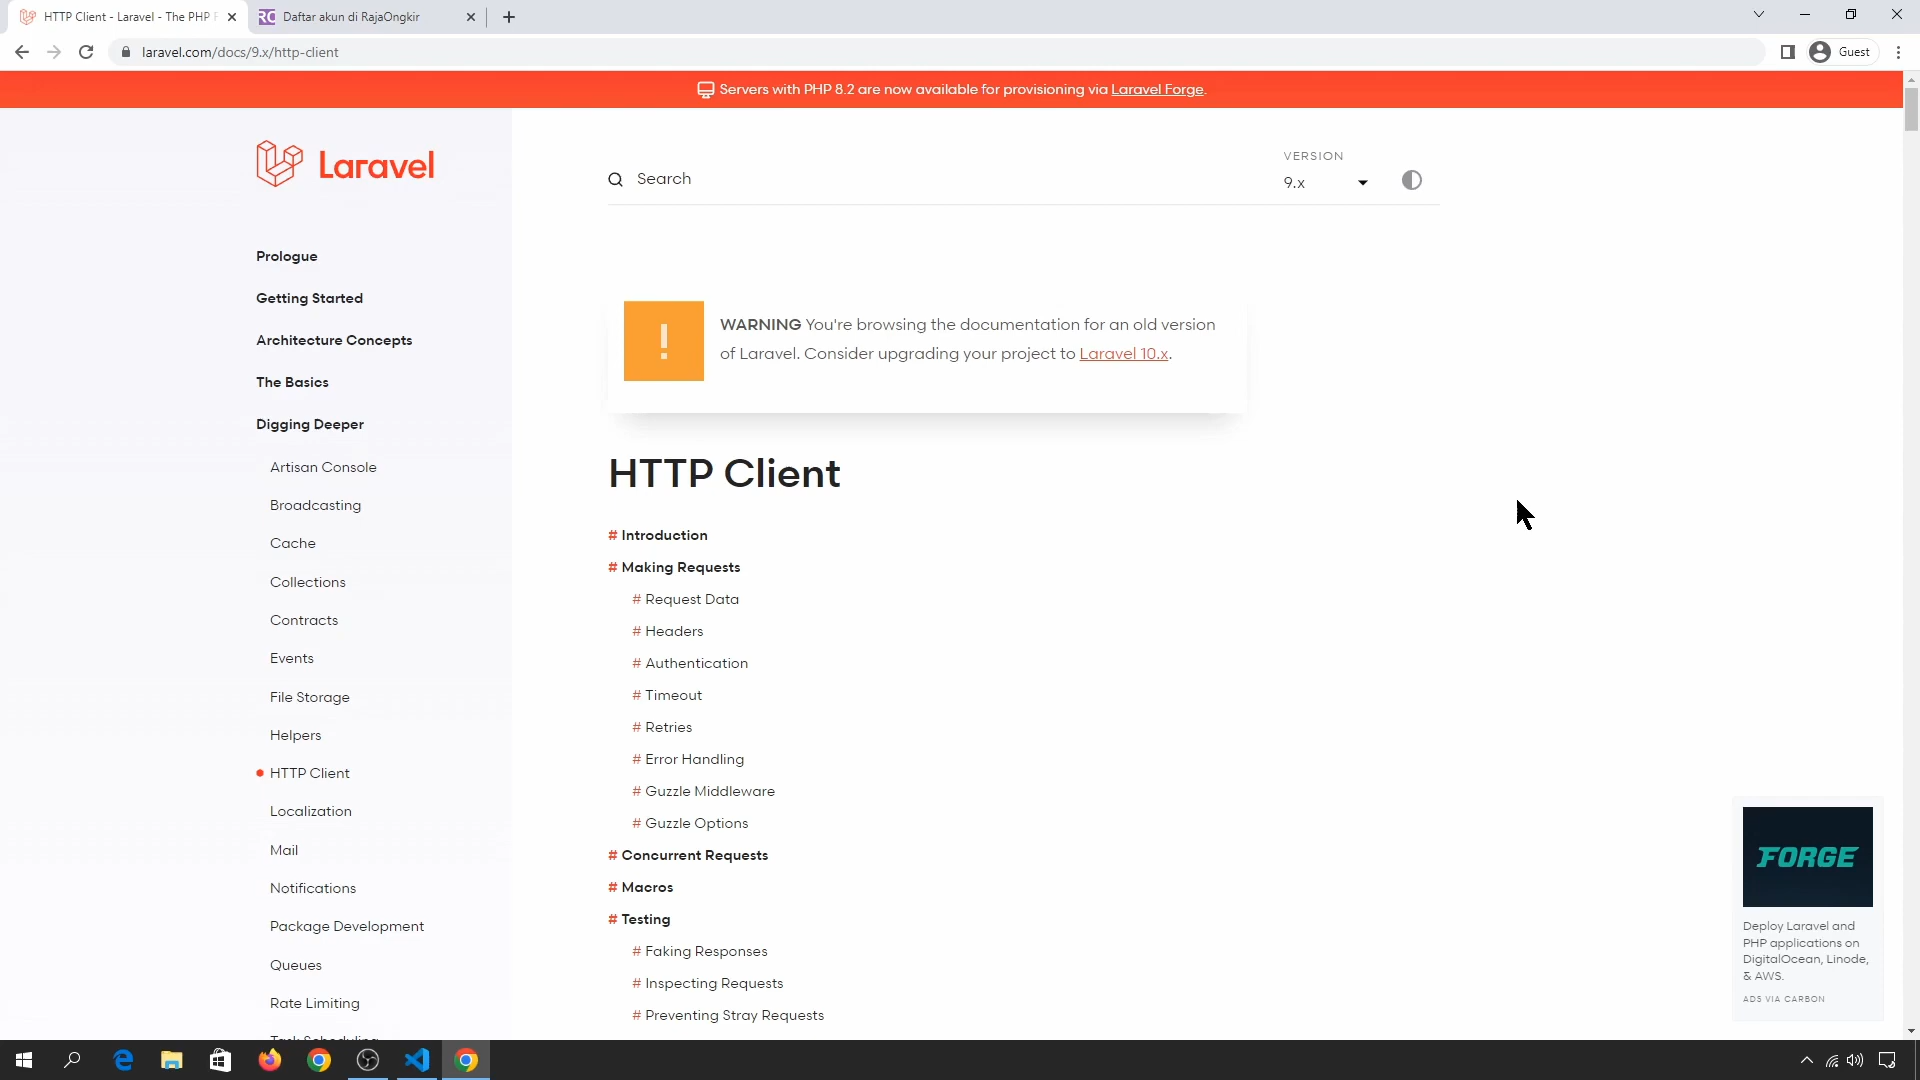 HTTP Client - Laravel - The PHP F
Daftar akun di RajaOngkir
laravel.com/docs/9.x/http-client
Guest
Servers with PHP 8.2 are now available for provisioning via Laravel Forge.
Laravel
Search
VERSION
9.x
Prologue
Getting Started
Architecture Concepts
The Basics
Digging Deeper
Artisan Console
Broadcasting
Cache
Collections
Contracts
Events
File Storage
Helpers
HTTP Client
Localization
Mail
Notifications
Package Development
Queues
Rate Limiting
Task Scheduling
WARNING You're browsing the documentation for an old version
of Laravel. Consider upgrading your project to Laravel 10.x.
HTTP Client
# Introduction
# Making Requests
# Request Data
# Headers
# Authentication
# Timeout
# Retries
# Error Handling
# Guzzle Middleware
# Guzzle Options
# Concurrent Requests
# Macros
# Testing
# Faking Responses
# Inspecting Requests
# Preventing Stray Requests
FORGE
Deploy Laravel and
PHP applications on
DigitalOcean, Linode,
& AWS.
ADS VIA CARBON